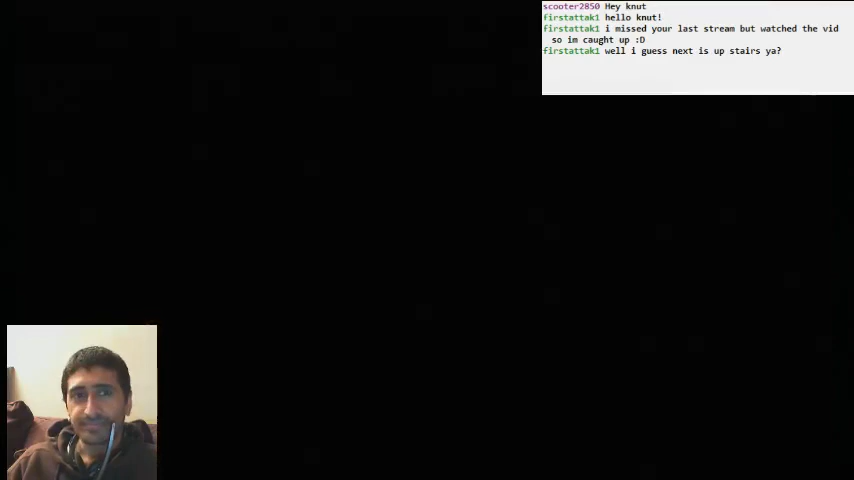 scooter2850 Hey knut
firstattak1 hello knut!
firstattak1 i missed your last stream but watched the vid
so im caught up :D
firstattak1 well i guess next is up stairs ya?